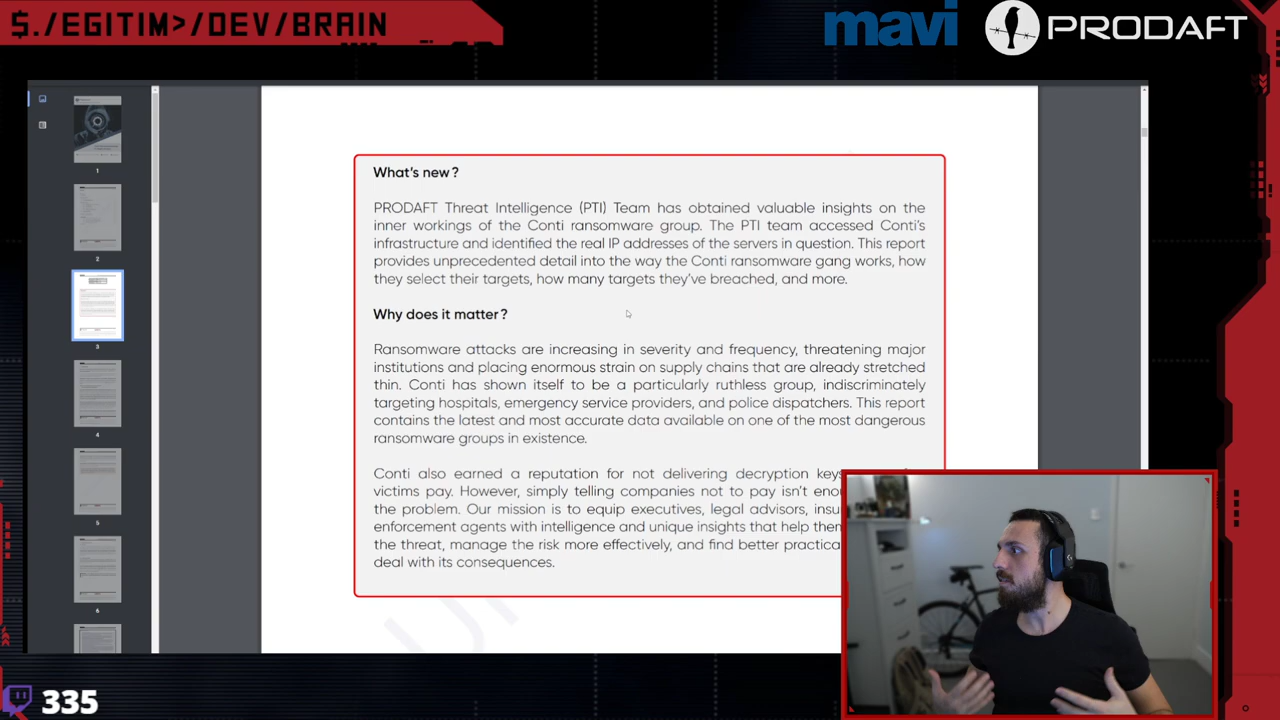 $./EGITIM>/DEV/BRAIN
mavi
PRODAFT
1
2
3
4
5
6
What's new?
PRODAFT Threat Intelligence (PTI) Team has obtained valuable insights on the
inner workings of the Conti ransomware group. The PTI team accessed Conti's
infrastructure and identified the real IP addresses of the servers in question. This report
provides unprecedented detail into the way the Conti ransomware gang works, how
they select their targets, how many targets they've breached, and more.
Why does it matter?
Ransomware attacks are increasing in severity and frequency, threatening major
institutions and placing enormous strain on supply chains that are already stretched
thin. Conti has shown itself to be a particularly ruthless group, indiscriminately
targeting hospitals, emergency service providers, and police dispatchers. This report
contains the latest and most accurate data available on one of the most dangerous
ransomware groups in existence.
Conti also earned a reputation for not delivering decryption
victims pay. However, simply telling companies not to pay isn't
the problem. Our mission is to equip executives, legal advisors,
enforcement agents with intelligence and unique insights that help
the threat, manage the risk more effectively, and find better
deal with its consequences.
335